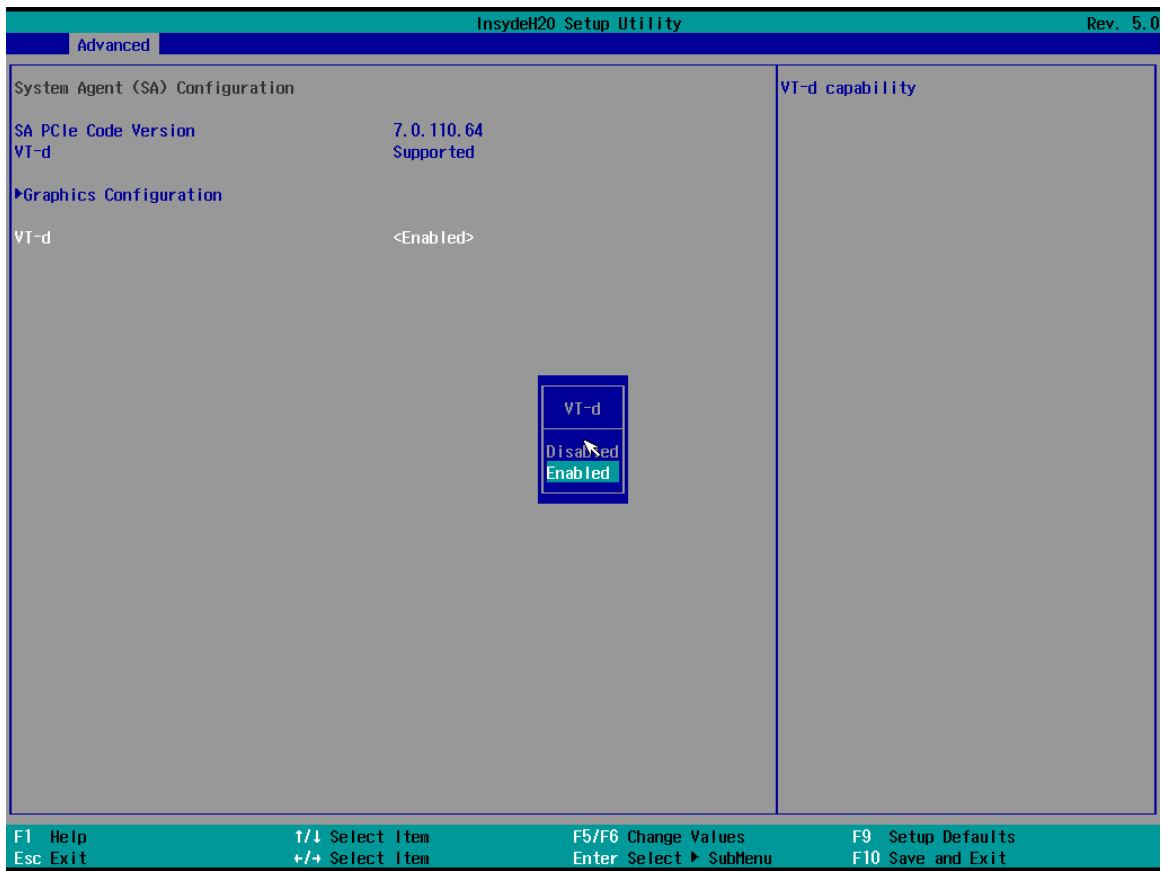 InsydeH20 Setup Utility Rev. 5.0
Advanced
System Agent (SA) Configuration
VT-d capability
SA PCIe Code Version 7.0.110.64
VT-d Supported
▶Graphics Configuration
VT-d <Enabled>
VT-d
Disabled
Enabled
F1 Help ↑/↓ Select Item F5/F6 Change Values F9 Setup Defaults
Esc Exit ←/→ Select Item Enter Select ▶ SubMenu F10 Save and Exit